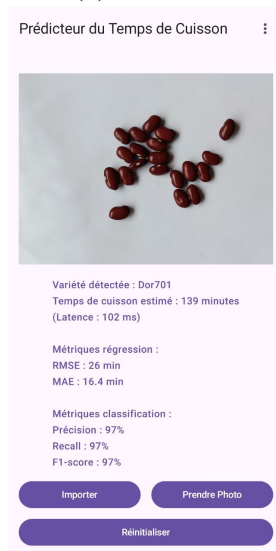 Prédicteur du Temps de Cuisson
Variété détectée : Dor701
Temps de cuisson estimé : 139 minutes
(Latence : 102 ms)
Métriques régression :
RMSE : 26 min
MAE : 16.4 min
Métriques classification :
Précision : 97%
Recall : 97%
F1-score : 97%
Importer
Prendre Photo
Réinitialiser